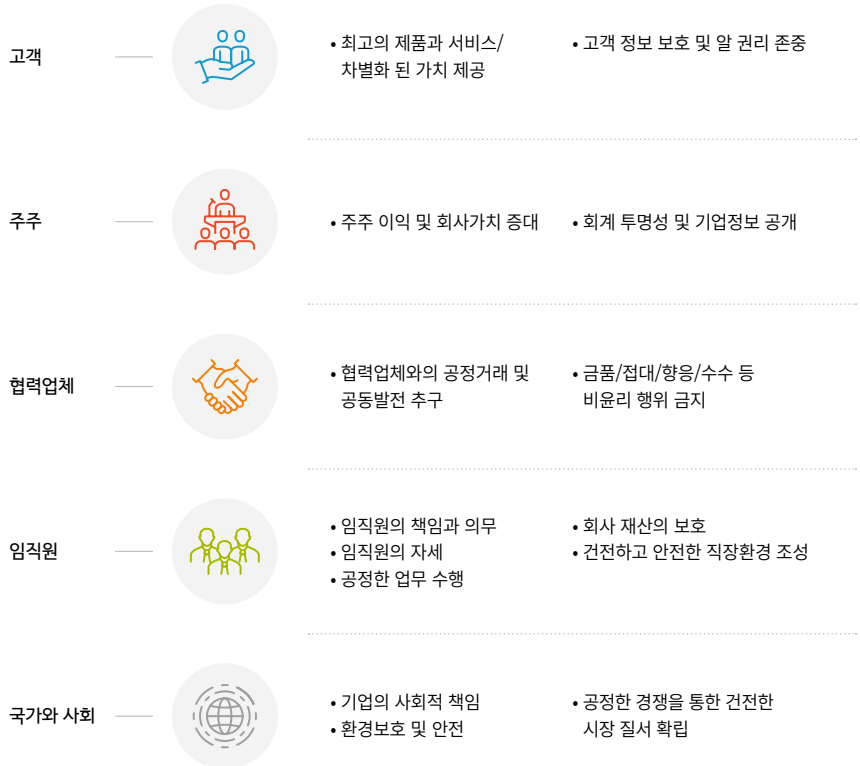 고객
• 최고의 제품과 서비스/
차별화 된 가치 제공
• 고객 정보 보호 및 알 권리 존중
주주
• 주주 이익 및 회사가치 증대
• 회계 투명성 및 기업정보 공개
협력업체
• 협력업체와의 공정거래 및
공동발전 추구
• 금품/접대/향응/수수 등
비윤리 행위 금지
임직원
• 임직원의 책임과 의무
• 임직원의 자세
• 공정한 업무 수행
• 회사 재산의 보호
• 건전하고 안전한 직장환경 조성
국가와 사회
• 기업의 사회적 책임
• 환경보호 및 안전
• 공정한 경쟁을 통한 건전한
시장 질서 확립